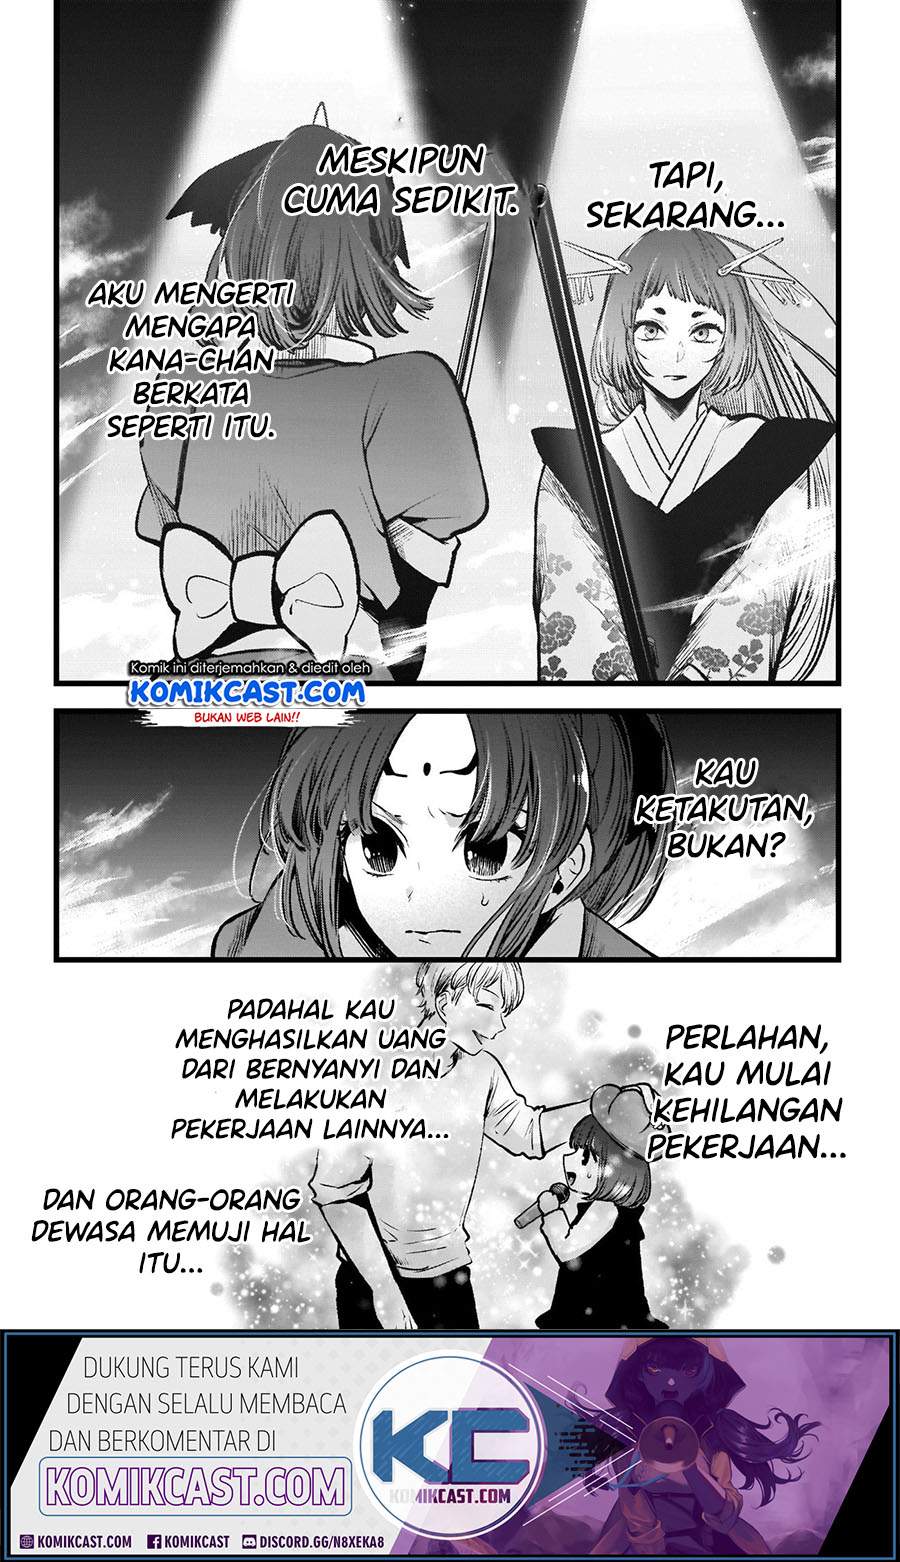 TAPI,
SEKARANG...
MESKIPUN
CUMA SEDIKIT.
AKU MENGERTI
MENGAPA
KANA-CHAN
BERKATA
SEPERTI ITU.
Komik ini diterjemahkan & diedit oleh
KOMIKCAST.COM
BUKAN WEB LAIN!!
KAU
KETAKUTAN,
BUKAN?
PERLAHAN,
KAU MULAI
KEHILANGAN
PEKERJAAN...
PADAHAL KAU
MENGHASILKAN UANG
DARI BERNYANYI DAN
MELAKUKAN
PEKERJAAN LAINNYA...
DAN ORANG-ORANG
DEWASA MEMUJI HAL
ITU...
DUKUNG TERUS KAMI
DENGAN SELALU MEMBACA
DAN BERKOMENTAR DI
KOMIKCAST.COM
KC
KOMIKCAST.COM
KOMIKCAST.COM KOMIKCAST DISCORD.GG/N8XEKA8